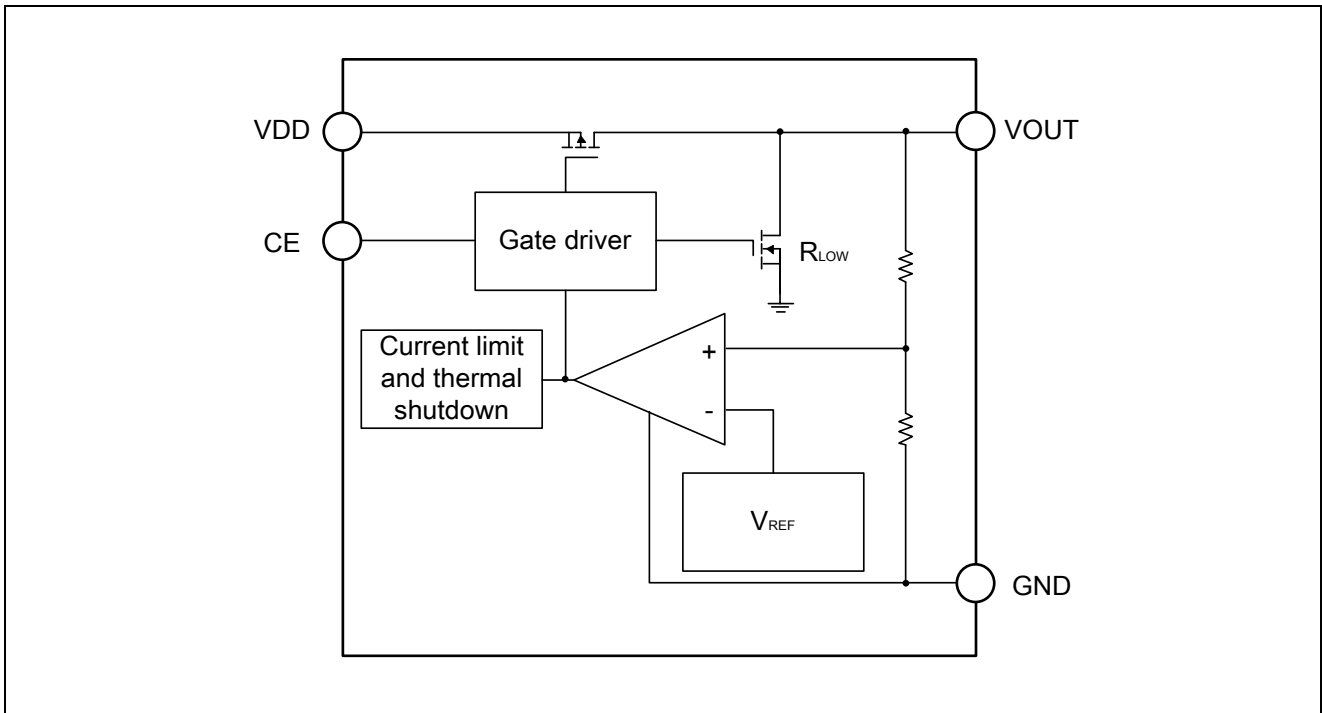 VDD
VOUT
CE
Gate driver
RLOW
Current limit
and thermal
shutdown
+
-
VREF
GND